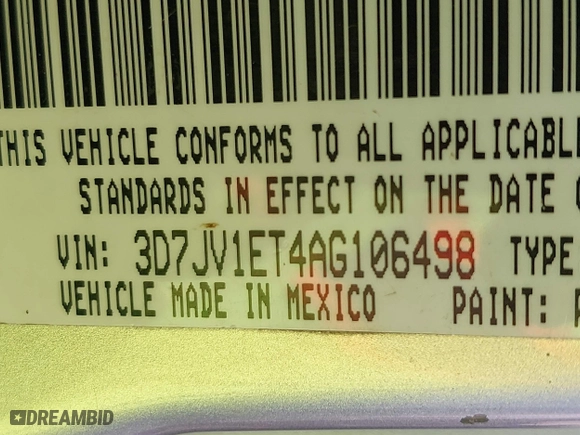 THIS VEHICLE CONFORMS TO ALL APPLICABLE
STANDARDS IN EFFECT ON THE DATE
VIN: 3D7JV1ET4AG106498 TYPE
VEHICLE MADE IN MEXICO PAINT:
DREAMBID